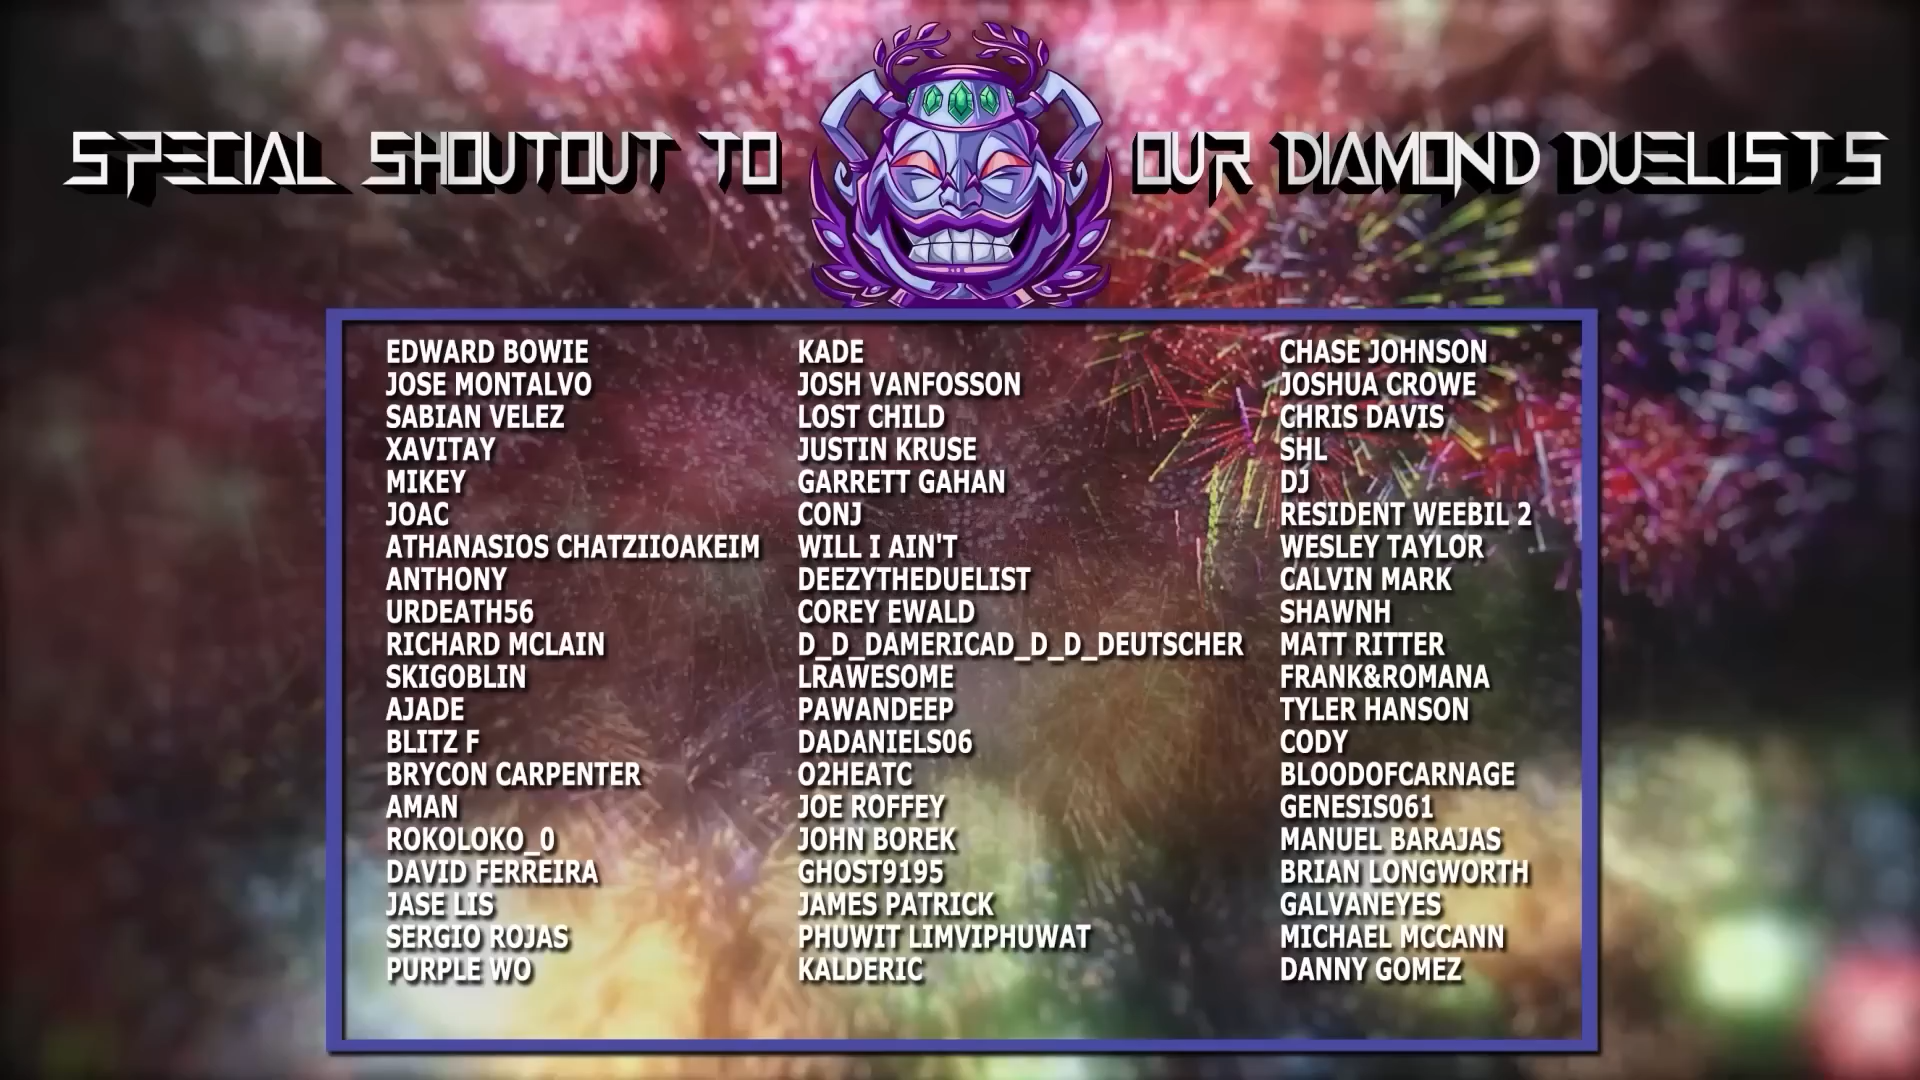 SPECIAL SHOUTOUT TO OUR DIAMOND DUELISTS
EDWARD BOWIE
JOSE MONTALVO
SABIAN VELEZ
XAVITAY
MIKEY
JOAC
ATHANASIOS CHATZIIOAKEIM
ANTHONY
URDEATH56
RICHARD MCLAIN
SKIGOBLIN
AJADE
BLITZ F
BRYCON CARPENTER
AMAN
ROKOLOKO_0
DAVID FERREIRA
JASE LIS
SERGIO ROJAS
PURPLE WO
KADE
JOSH VANFOSSON
LOST CHILD
JUSTIN KRUSE
GARRETT GAHAN
CONJ
WILL I AIN'T
DEEZYTHEDUELIST
COREY EWALD
D_D_DAMERICAD_D_D_DEUTSCHER
LRAWESOME
PAWANDEEP
DADANIELS06
O2HEATC
JOE ROFFEY
JOHN BOREK
GHOST9195
JAMES PATRICK
PHUWIT LIMVIPHUWAT
KALDERIC
CHASE JOHNSON
JOSHUA CROWE
CHRIS DAVIS
SHL
DJ
RESIDENT WEEBIL 2
WESLEY TAYLOR
CALVIN MARK
SHAWNH
MATT RITTER
FRANK&ROMANA
TYLER HANSON
CODY
BLOODOFCARNAGE
GENESIS061
MANUEL BARAJAS
BRIAN LONGWORTH
GALVANEYES
MICHAEL MCCANN
DANNY GOMEZ